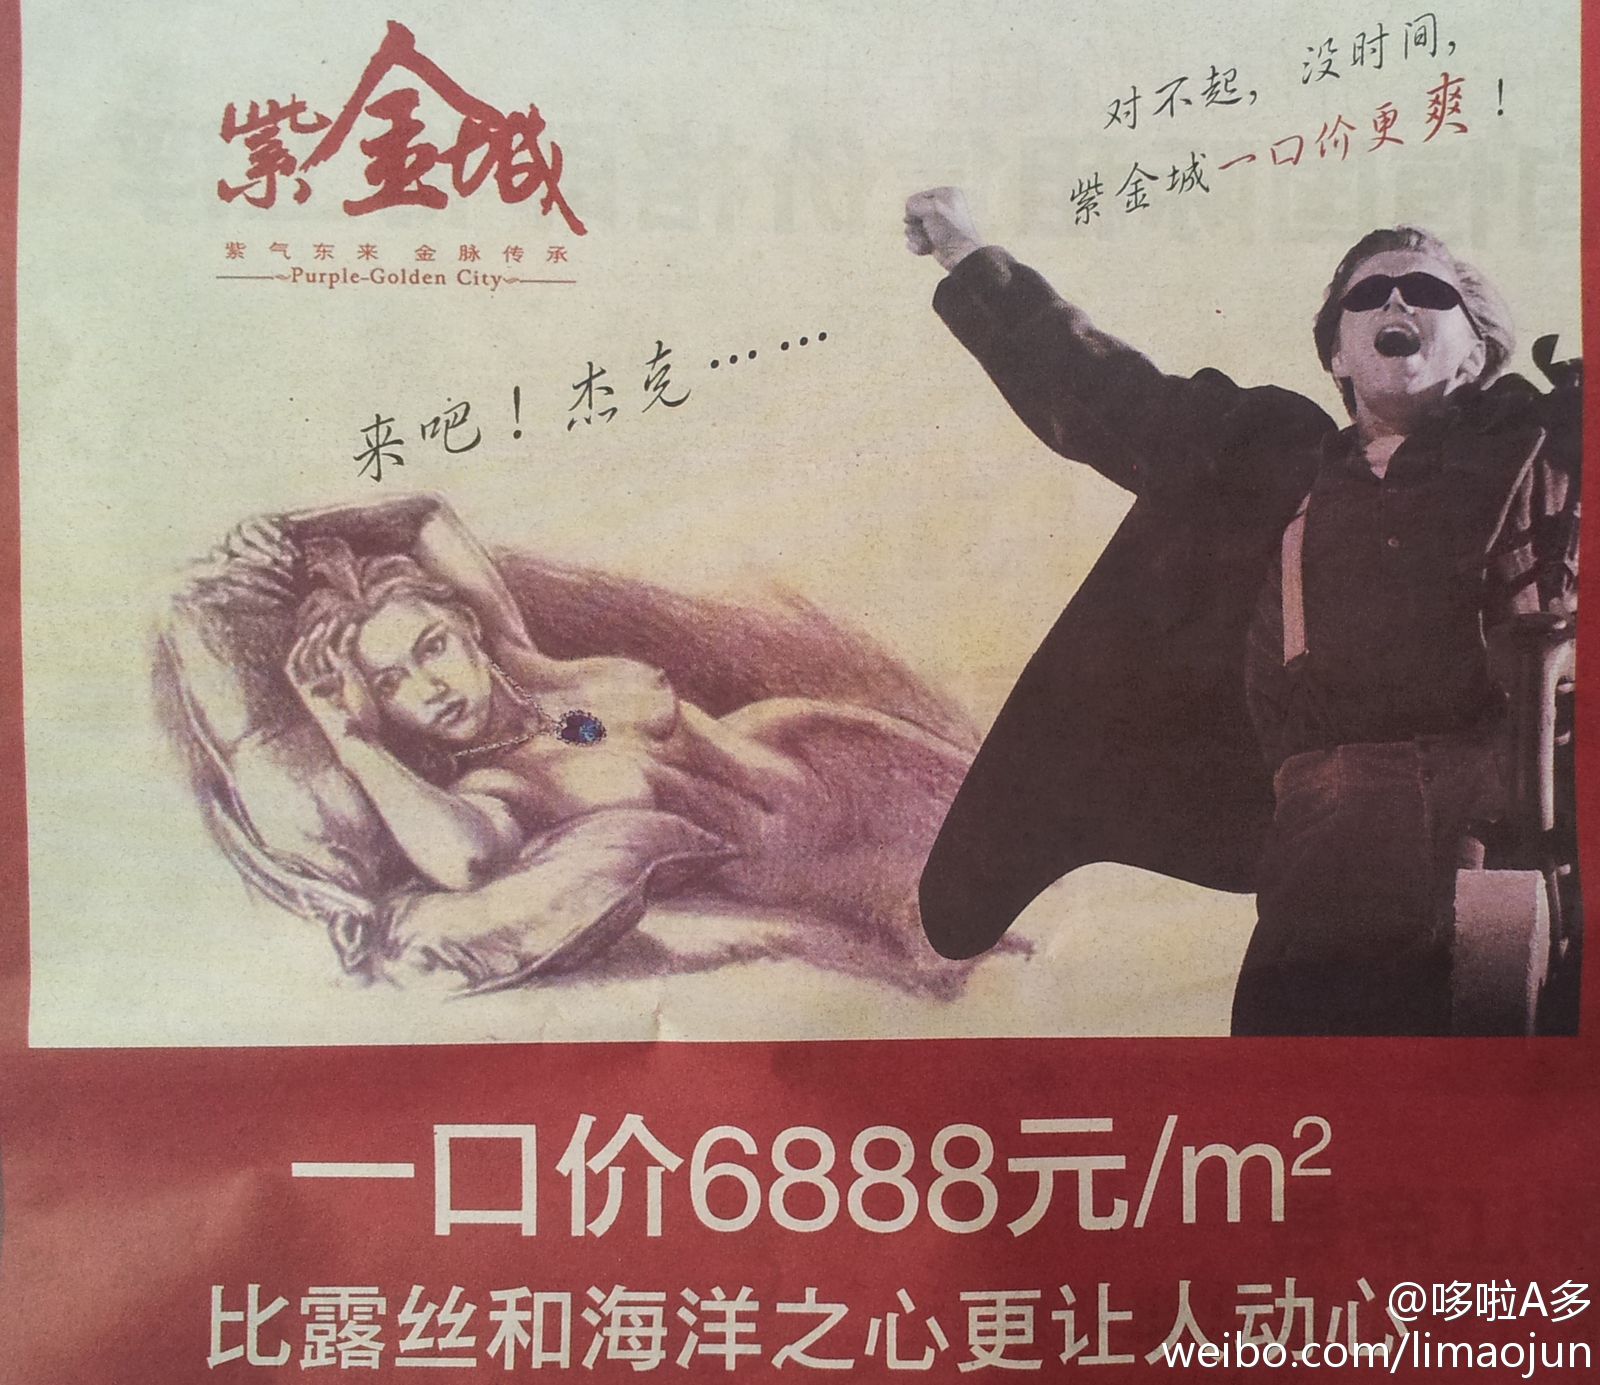 紫金城
紫气东来 金脉传承
Purple-Golden City
对不起，没时间，
紫金城一口价更爽！
来吧！杰克……
一口价6888元/m²
比露丝和海洋之心更让人动心
@哆啦A多
weibo.com/limaojun